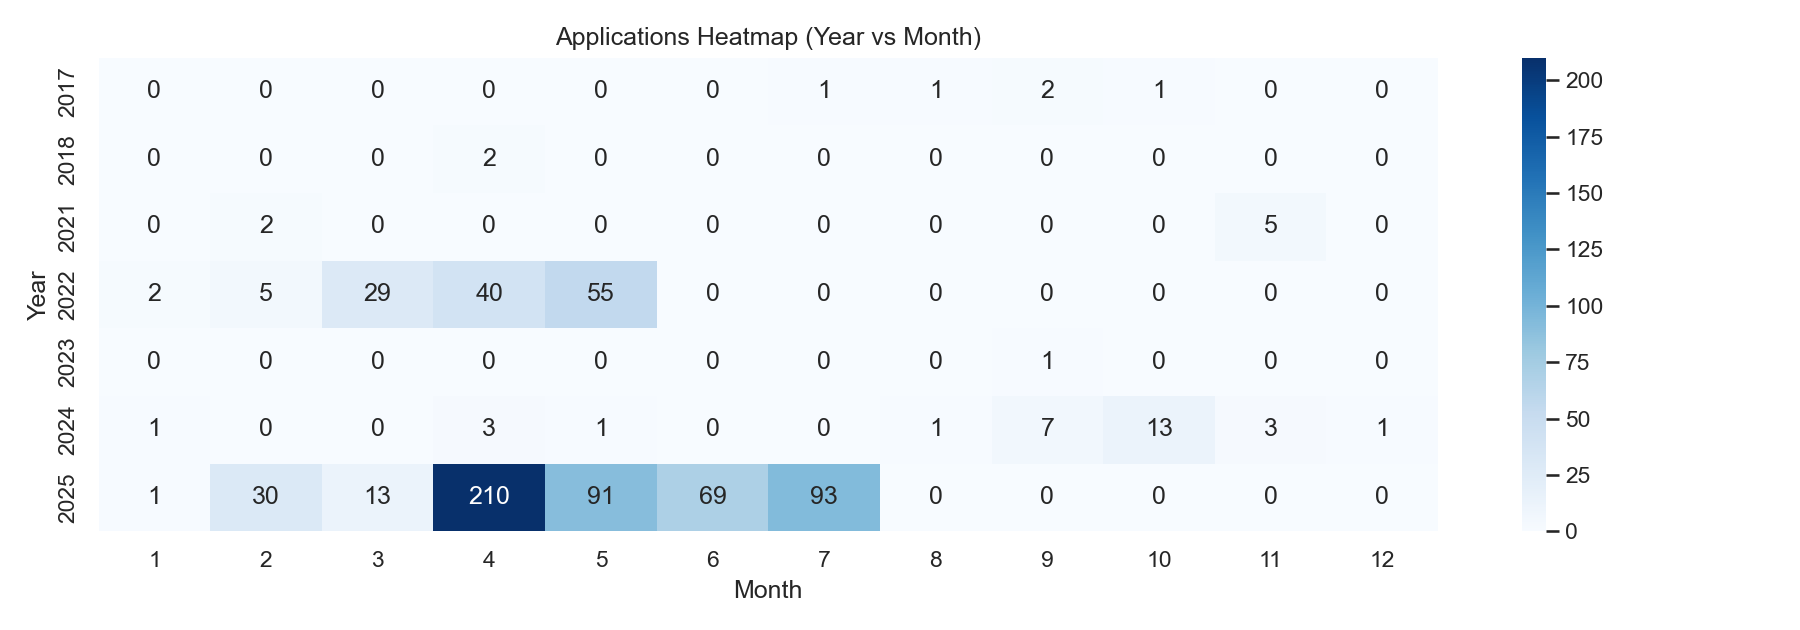 Applications Heatmap (Year vs Month)
2017 0 0 0 0 0 0 1 1 2 1 0 0
2018 0 0 0 2 0 0 0 0 0 0 0 0
2021 0 2 0 0 0 0 0 0 0 0 5 0
2022 2 5 29 40 55 0 0 0 0 0 0 0
2023 0 0 0 0 0 0 0 0 1 0 0 0
2024 1 0 0 3 1 0 0 1 7 13 3 1
2025 1 30 13 210 91 69 93 0 0 0 0 0
1 2 3 4 5 6 7 8 9 10 11 12
Month
Year
200
175
150
125
100
75
50
25
0